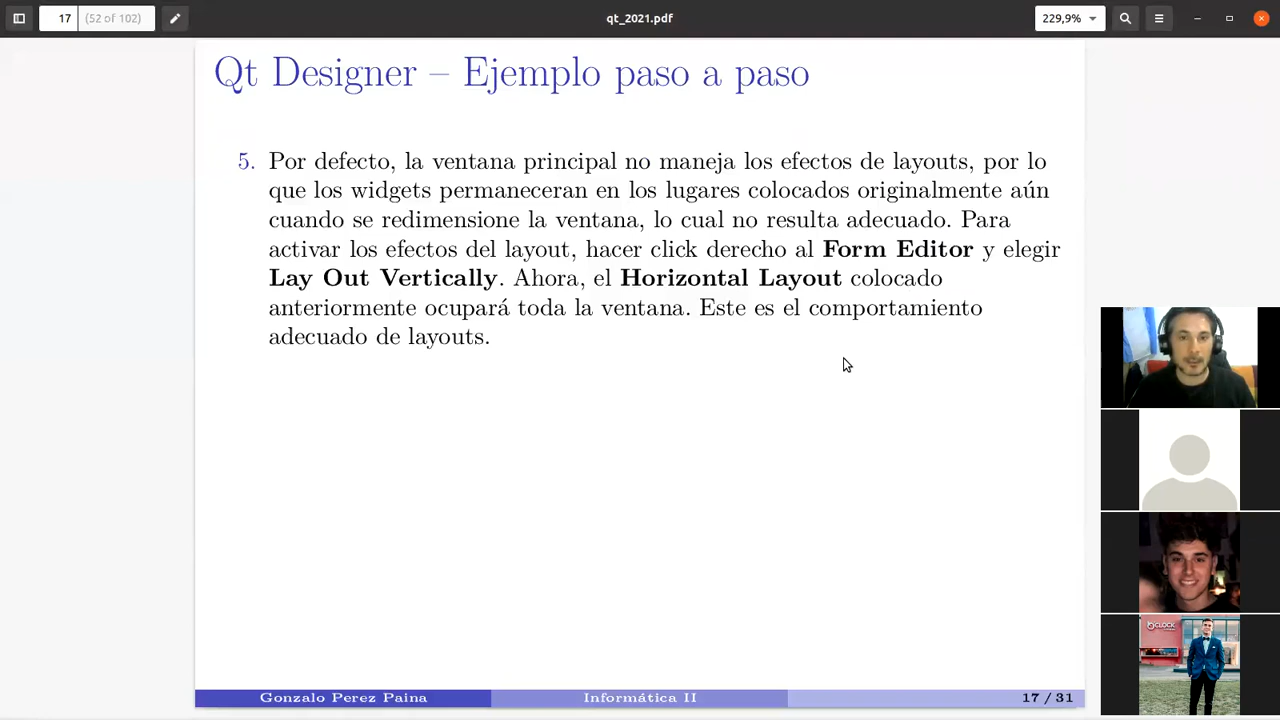 17 (52 of 102)
qt_2021.pdf
229,9%
Qt Designer – Ejemplo paso a paso
5. Por defecto, la ventana principal no maneja los efectos de layouts, por lo
que los widgets permaneceran en los lugares colocados originalmente aún
cuando se redimensione la ventana, lo cual no resulta adecuado. Para
activar los efectos del layout, hacer click derecho al Form Editor y elegir
Lay Out Vertically. Ahora, el Horizontal Layout colocado
anteriormente ocupará toda la ventana. Este es el comportamiento
adecuado de layouts.
CLOCK
Gonzalo Perez Paina Informática II 17 / 31